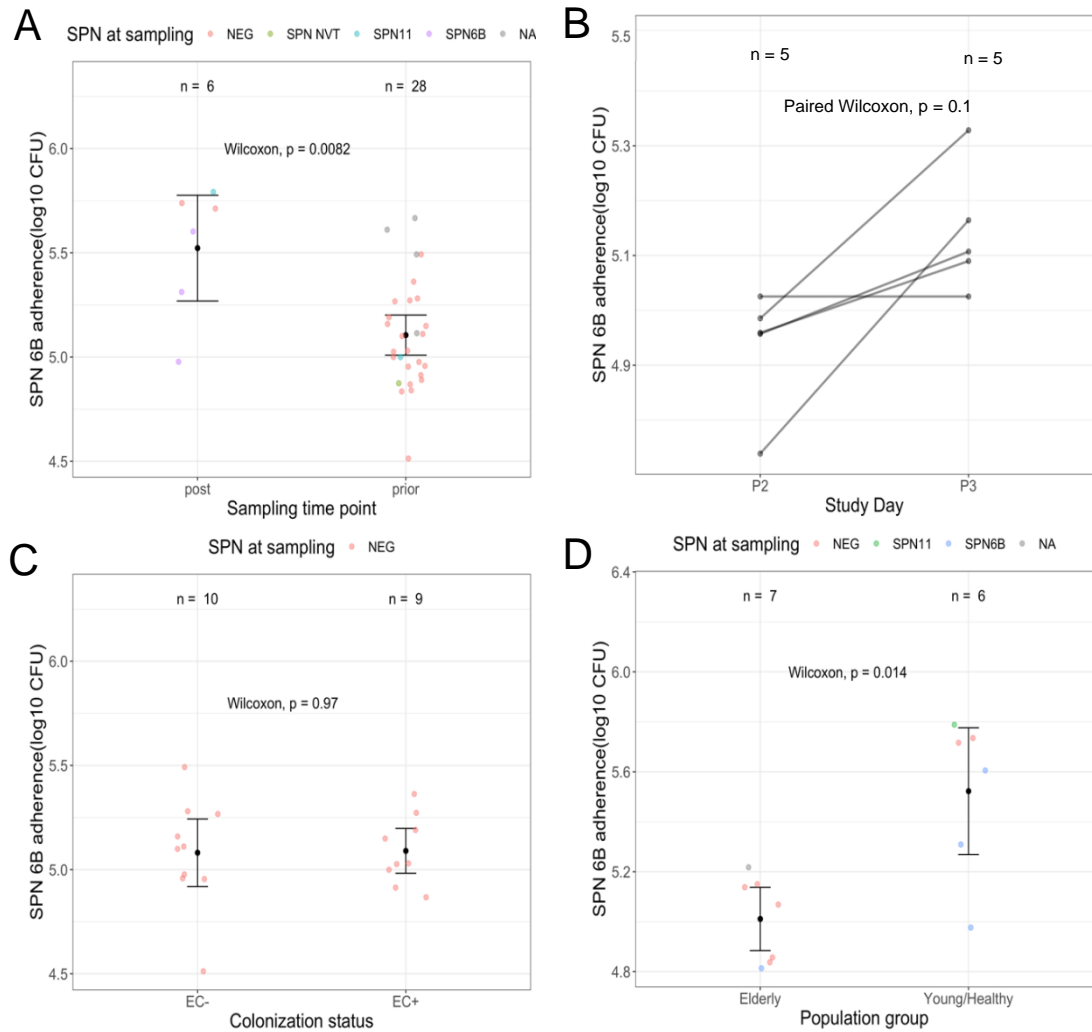 A
SPN at sampling NEG SPN NVT SPN11 SPN6B NA
n = 6 n = 28
Wilcoxon, p = 0.0082
6.0
5.5
5.0
4.5
SPN 6B adherence(log10 CFU)
post prior
Sampling time point
B
5.5
n = 5 n = 5
Paired Wilcoxon, p = 0.1
5.3
5.1
4.9
SPN 6B adherence(log10 CFU)
P2 P3
Study Day
C
SPN at sampling NEG
n = 10 n = 9
6.0
Wilcoxon, p = 0.97
5.5
5.0
4.5
SPN 6B adherence(log10 CFU)
EC- EC+
Colonization status
D
SPN at sampling NEG SPN11 SPN6B NA
6.4
n = 7 n = 6
6.0
Wilcoxon, p = 0.014
5.6
5.2
4.8
SPN 6B adherence(log10 CFU)
Elderly Young/Healthy
Population group